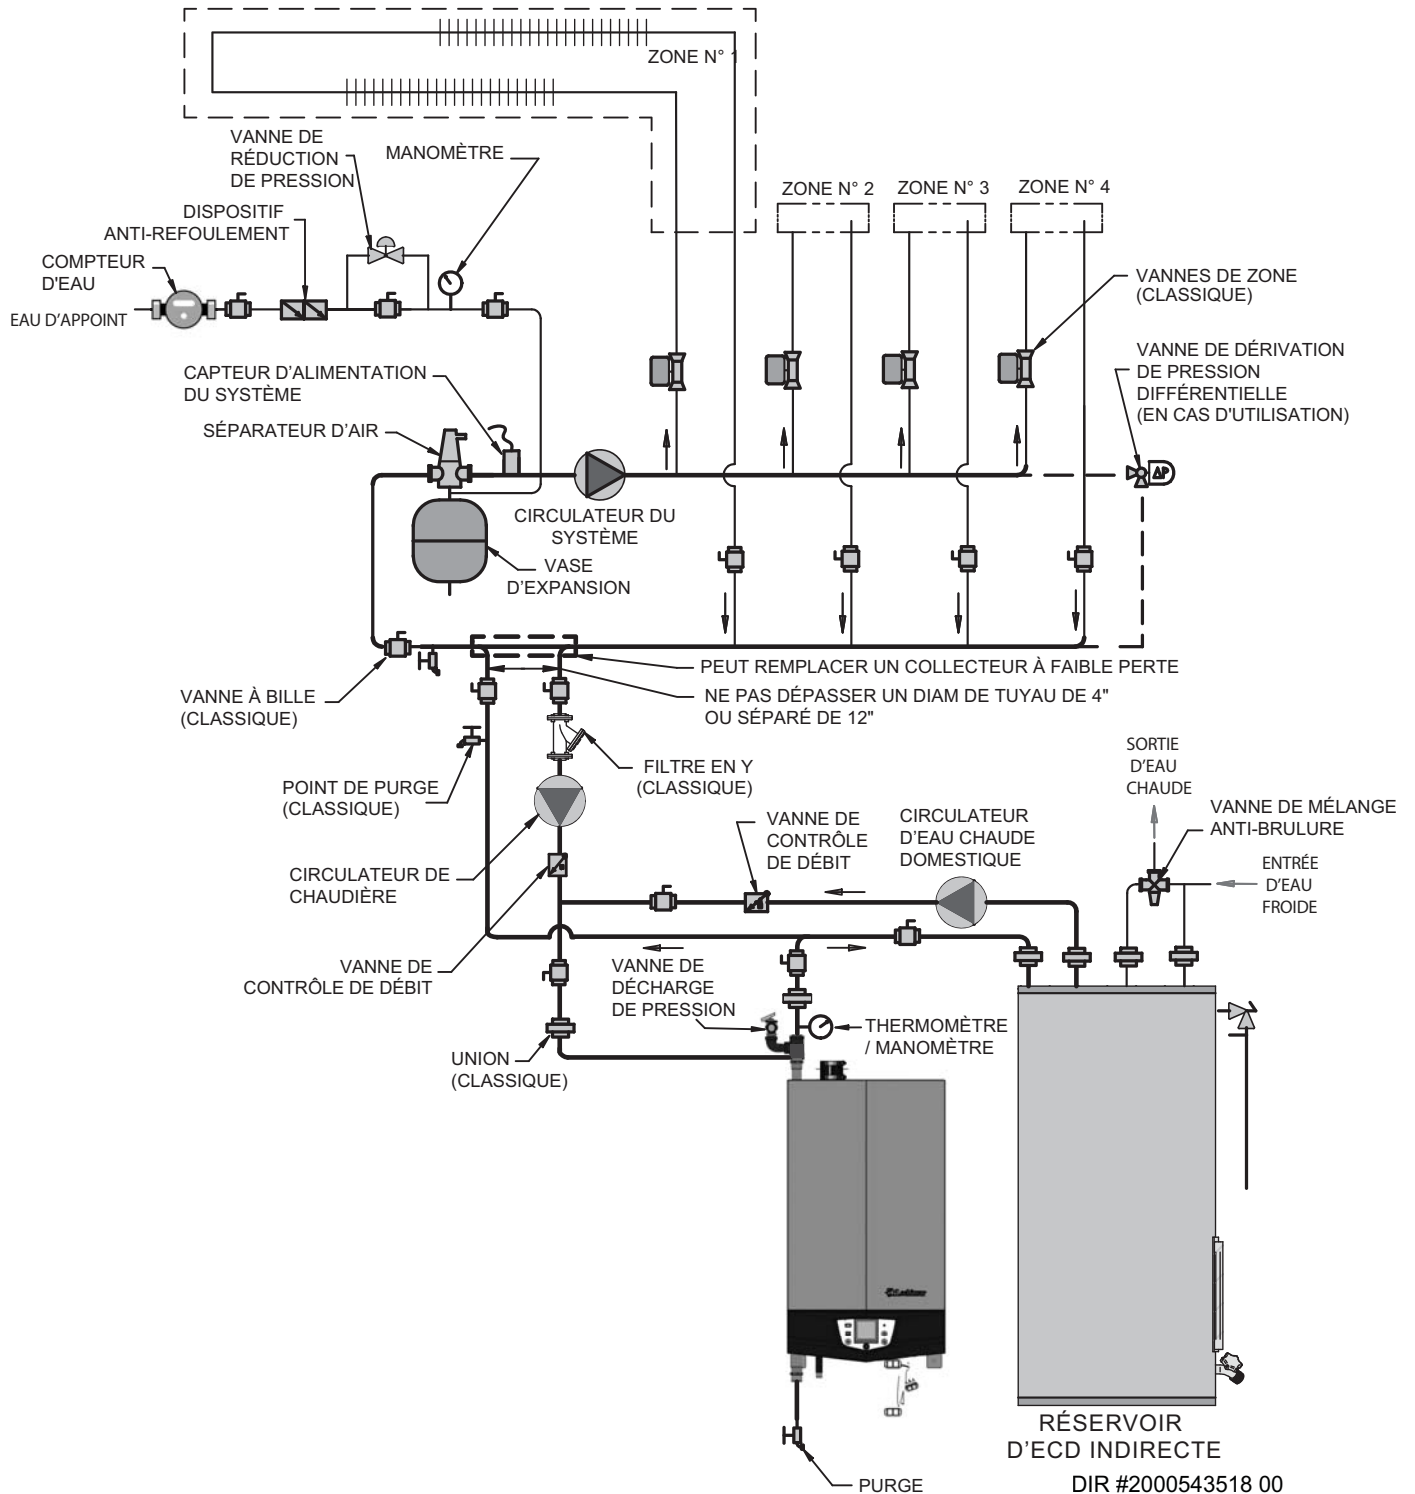 ZONE N° 1
VANNE DE
RÉDUCTION
DE PRESSION
MANOMÈTRE
DISPOSITIF
ANTI-REFOULEMENT
COMPTEUR
D'EAU
EAU D'APPOINT
ZONE N° 2
ZONE N° 3
ZONE N° 4
VANNES DE ZONE
(CLASSIQUE)
VANNE DE DÉRIVATION
DE PRESSION
DIFFÉRENTIELLE
(EN CAS D'UTILISATION)
ΔP
CAPTEUR D'ALIMENTATION
DU SYSTÈME
SÉPARATEUR D'AIR
CIRCULATEUR DU
SYSTÈME
VASE
D'EXPANSION
PEUT REMPLACER UN COLLECTEUR À FAIBLE PERTE
NE PAS DÉPASSER UN DIAM DE TUYAU DE 4"
OU SÉPARÉ DE 12"
VANNE À BILLE
(CLASSIQUE)
FILTRE EN Y
(CLASSIQUE)
POINT DE PURGE
(CLASSIQUE)
SORTIE
D'EAU
CHAUDE
VANNE DE MÉLANGE
ANTI-BRULURE
VANNE DE
CONTRÔLE
DE DÉBIT
CIRCULATEUR
D'EAU CHAUDE
DOMESTIQUE
ENTRÉE
D'EAU
FROIDE
CIRCULATEUR DE
CHAUDIÈRE
VANNE DE
CONTRÔLE DE DÉBIT
VANNE DE
DÉCHARGE
DE PRESSION
THERMOMÈTRE
/ MANOMÈTRE
UNION
(CLASSIQUE)
Lochinvar
RÉSERVOIR
D'ECD INDIRECTE
PURGE
DIR #2000543518 00